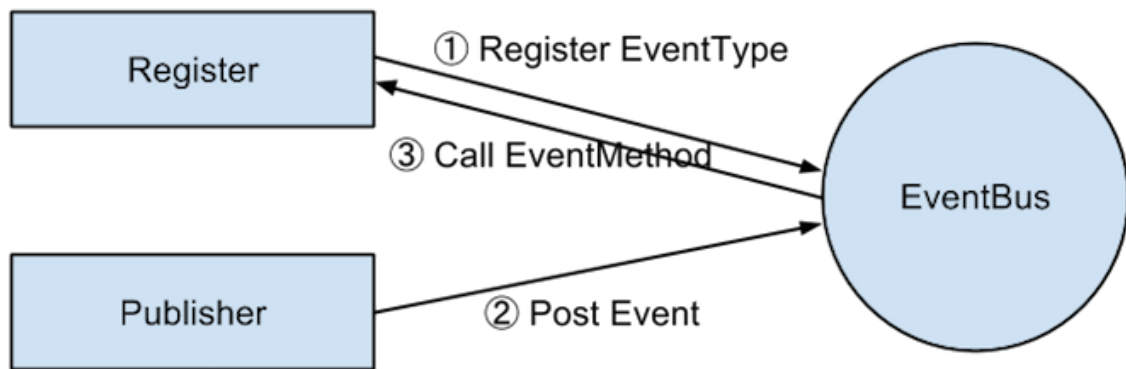 Register
① Register EventType
③ Call EventMethod
EventBus
Publisher
② Post Event